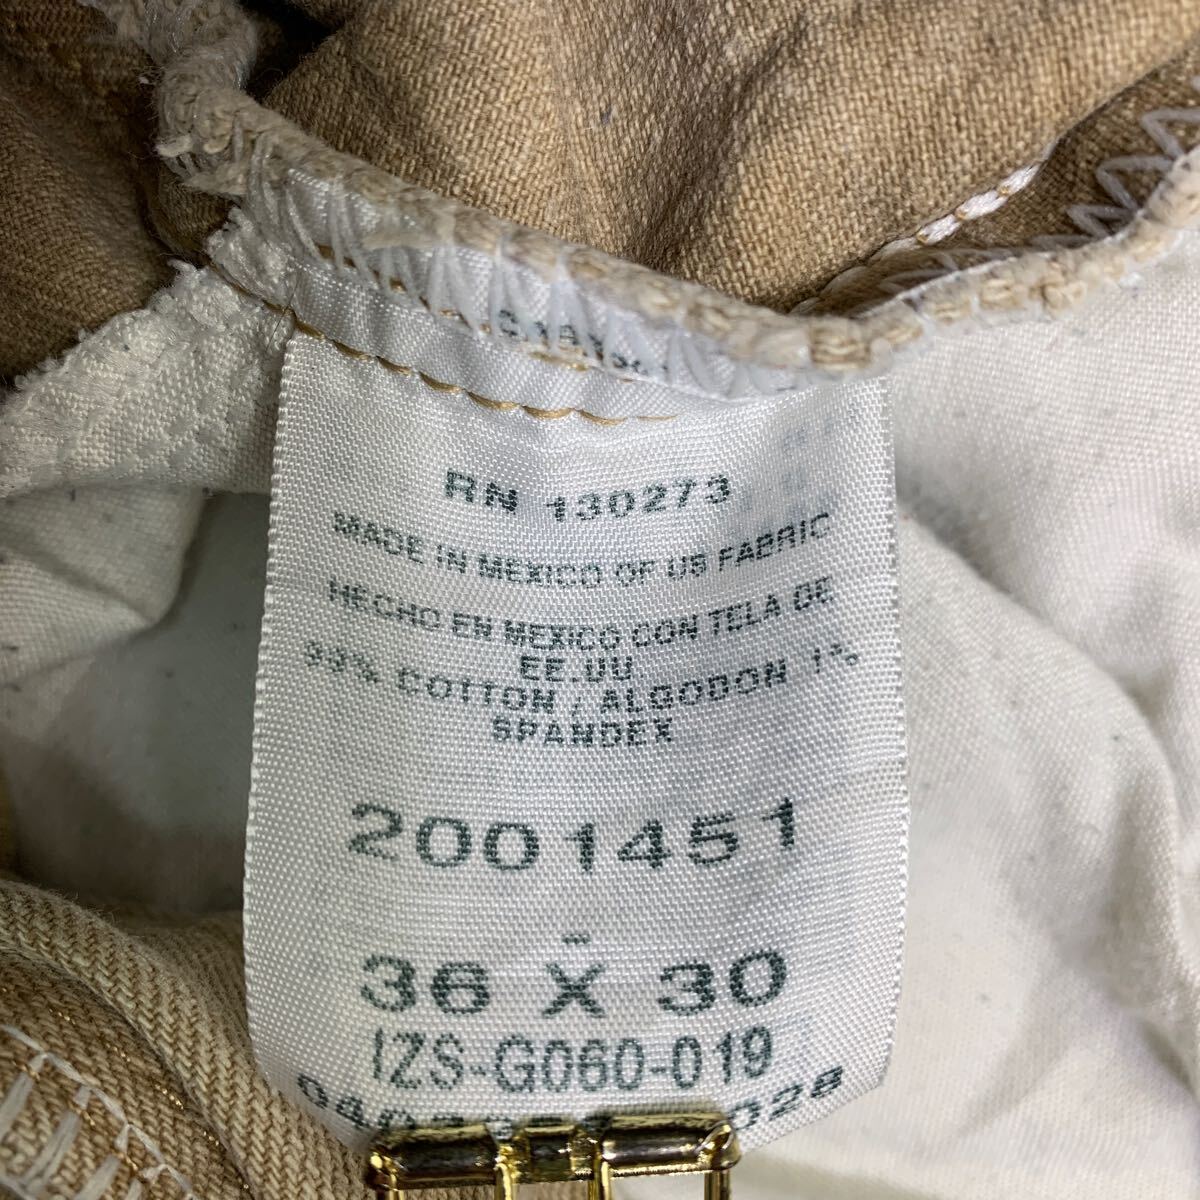 RN 130273
MADE IN MEXICO OF US FABRIC
HECHO EN MEXICO CON TELA DE
EE.UU
99% COTTON / ALGODON 1%
SPANDEX
2001451
-
36 X 30
IZS-G060-019